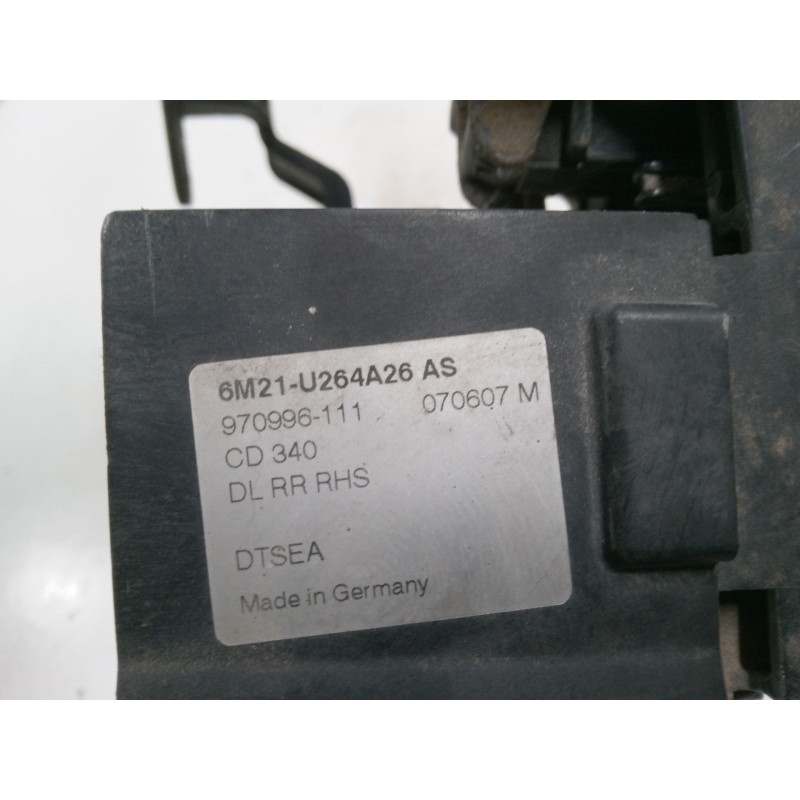 6M21-U264A26 AS
970996-111 070607 M
CD 340
DL RR RHS
DTSEA
Made in Germany